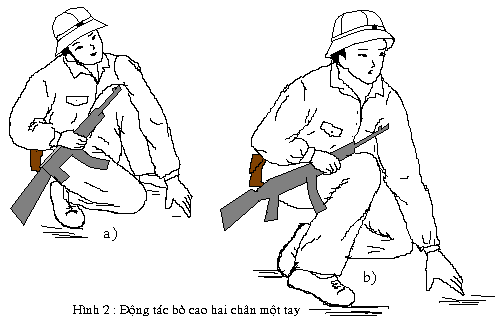 a)
b)
Hình 2 : Động tác bò cao hai chân một tay